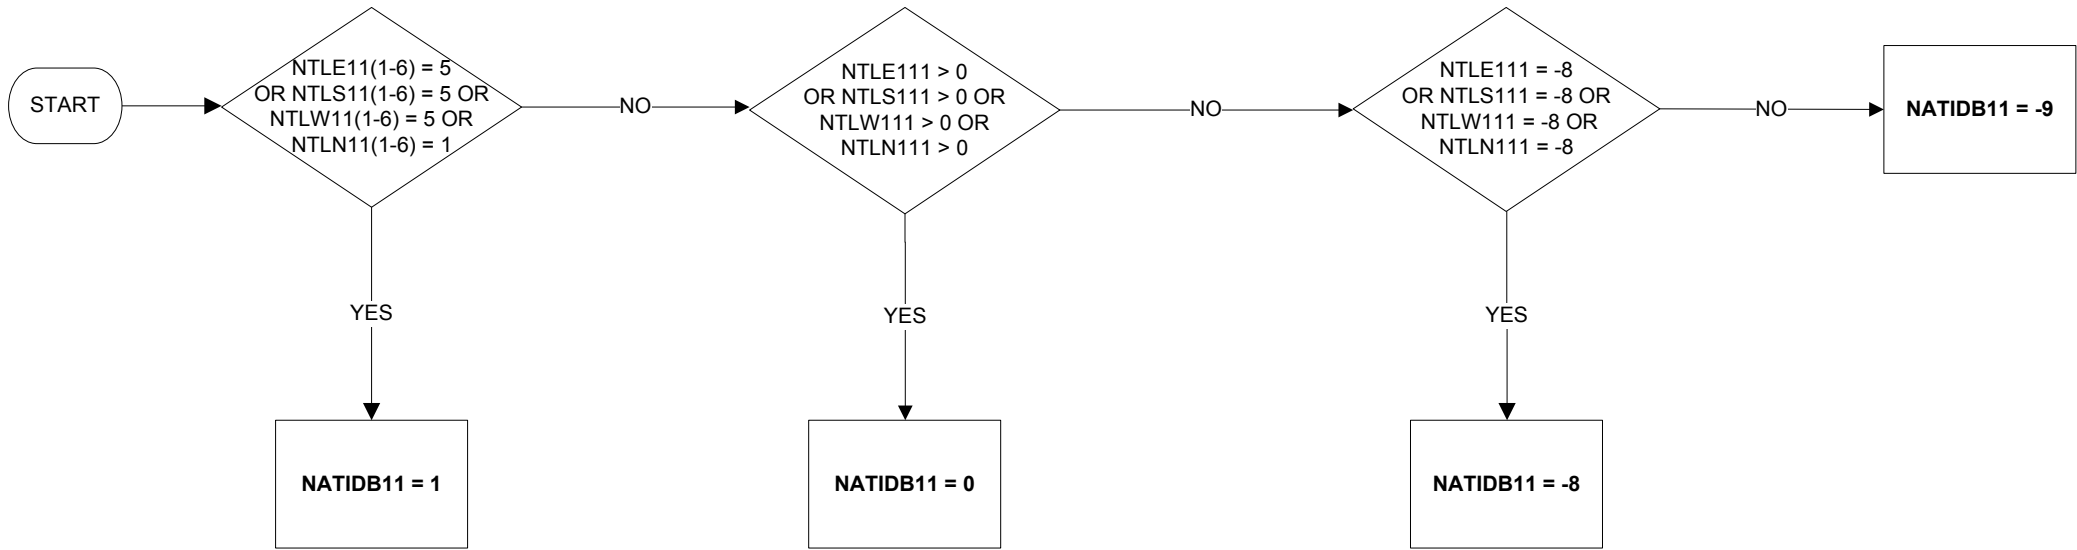 START
NTLE11(1-6) = 5
OR NTLS11(1-6) = 5 OR
NTLW11(1-6) = 5 OR
NTLN11(1-6) = 1
NO
NTLE111 > 0
OR NTLS111 > 0 OR
NTLW111 > 0 OR
NTLN111 > 0
NO
NTLE111 = -8
OR NTLS111 = -8 OR
NTLW111 = -8 OR
NTLN111 = -8
NO
NATIDB11 = -9
YES
YES
YES
NATIDB11 = 1
NATIDB11 = 0
NATIDB11 = -8